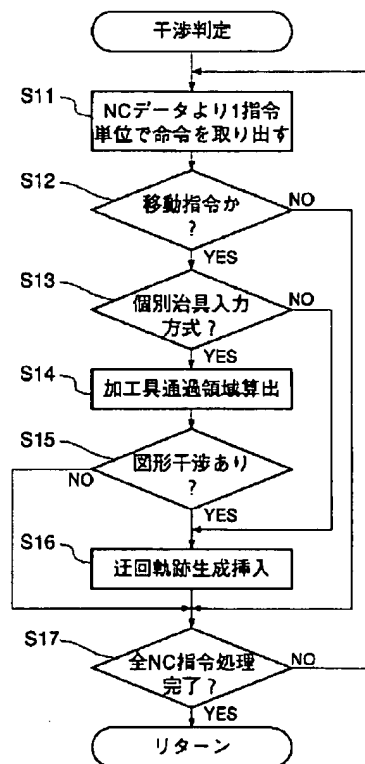 干渉判定
S11
NCデータより1指令
単位で命令を取り出す
S12
移動指令か
?
NO
YES
S13
個別治具入力
方式?
NO
YES
S14
加工具通過領域算出
S15
図形干渉あり
?
NO
YES
S16
迂回軌跡生成挿入
S17
全NC指令処理
完了?
NO
YES
リターン